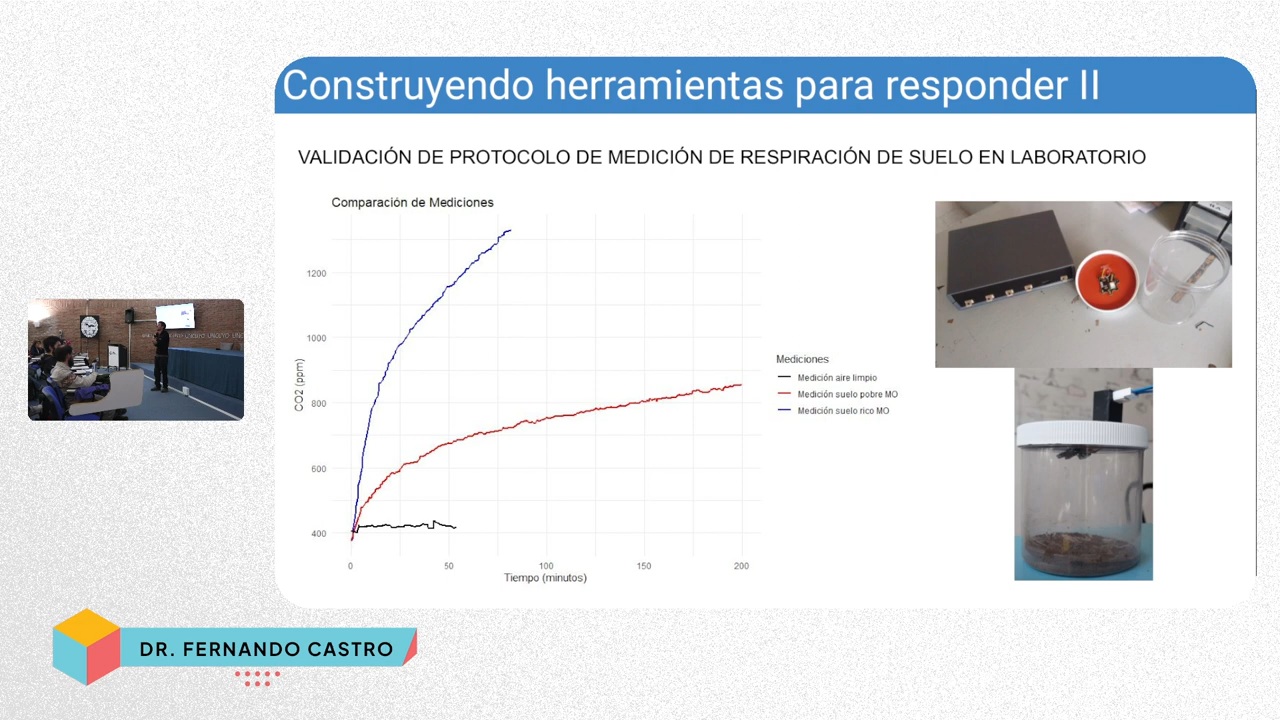 Construyendo herramientas para responder II
VALIDACIÓN DE PROTOCOLO DE MEDICIÓN DE RESPIRACIÓN DE SUELO EN LABORATORIO
Comparación de Mediciones
CO2 (ppm)
1200
1000
800
600
400
0
50
100
150
200
Tiempo (minutos)
Mediciones
Medición aire limpio
Medición suelo pobre MO
Medición suelo rico MO
DR. FERNANDO CASTRO